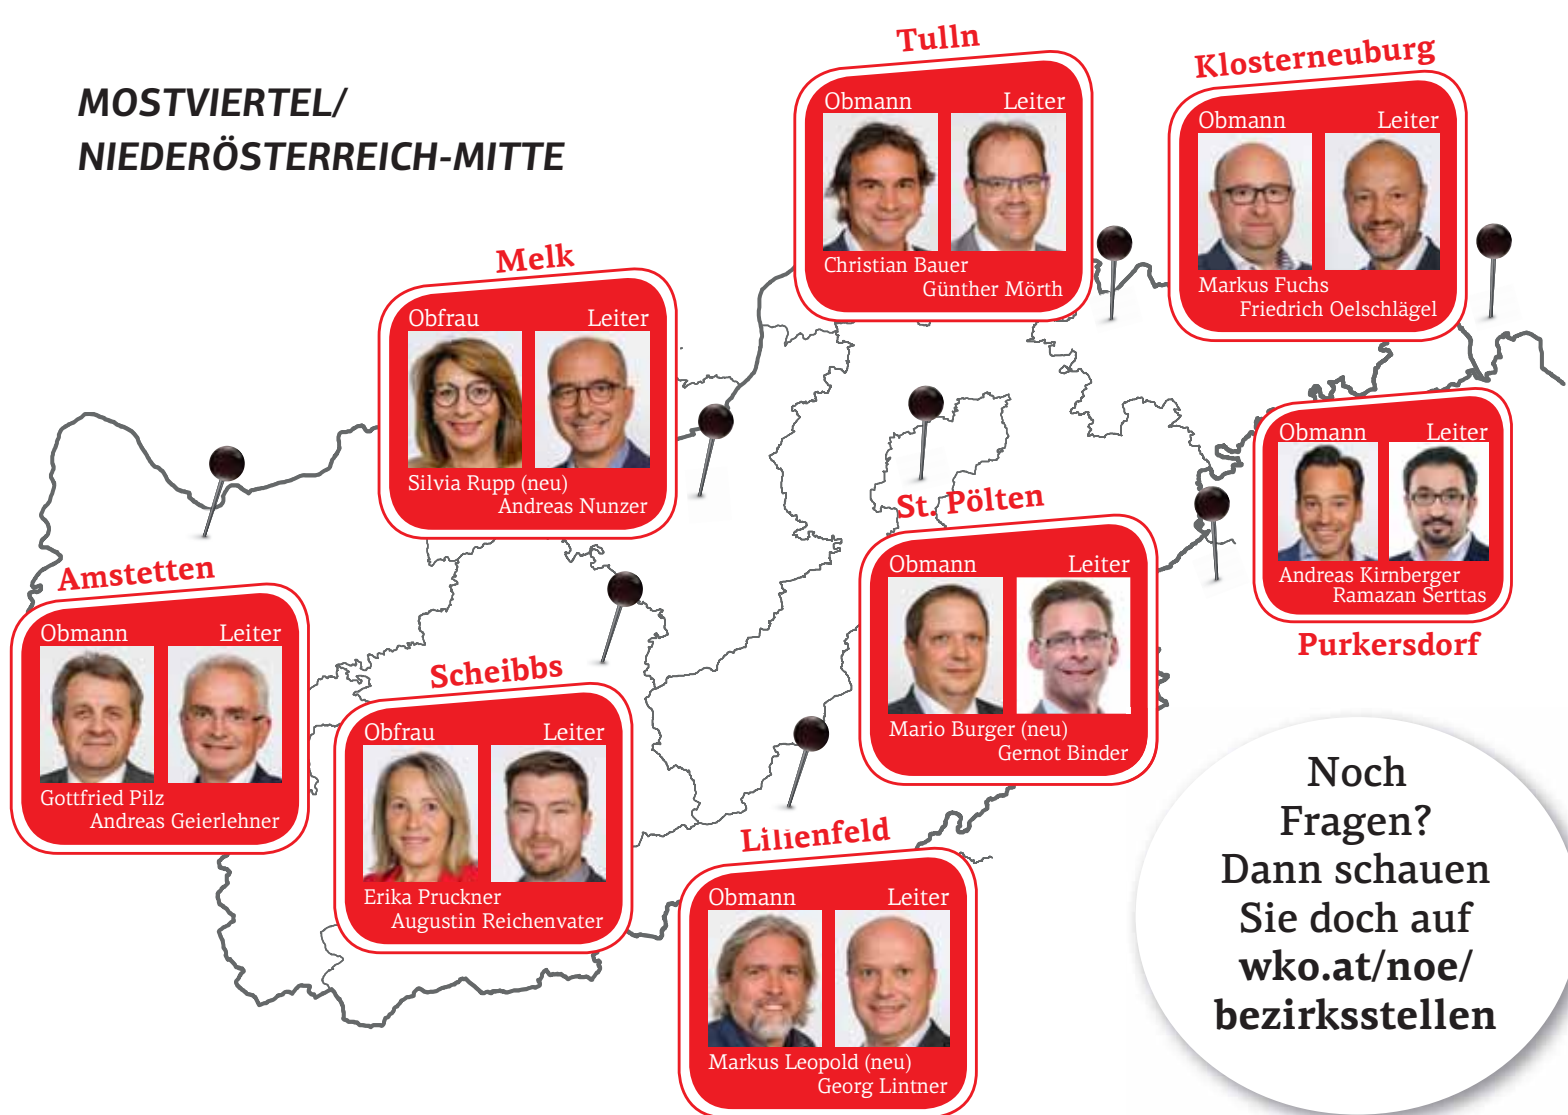 MOSTVIERTEL/
NIEDERÖSTERREICH-MITTE
Tulln
Obmann Leiter
Christian Bauer
Günther Mörth
Klosterneuburg
Obmann Leiter
Markus Fuchs
Friedrich Oelschlägel
Melk
Obfrau Leiter
Silvia Rupp (neu)
Andreas Nunzer
Obmann Leiter
Andreas Kirnberger
Ramazan Serttas
Purkersdorf
St. Pölten
Obmann Leiter
Mario Burger (neu)
Gernot Binder
Amstetten
Obmann Leiter
Gottfried Pilz
Andreas Geierlehner
Scheibbs
Obfrau Leiter
Erika Pruckner
Augustin Reichenvater
Lilienfeld
Obmann Leiter
Markus Leopold (neu)
Georg Lintner
Noch
Fragen?
Dann schauen
Sie doch auf
wko.at/noe/
bezirksstellen